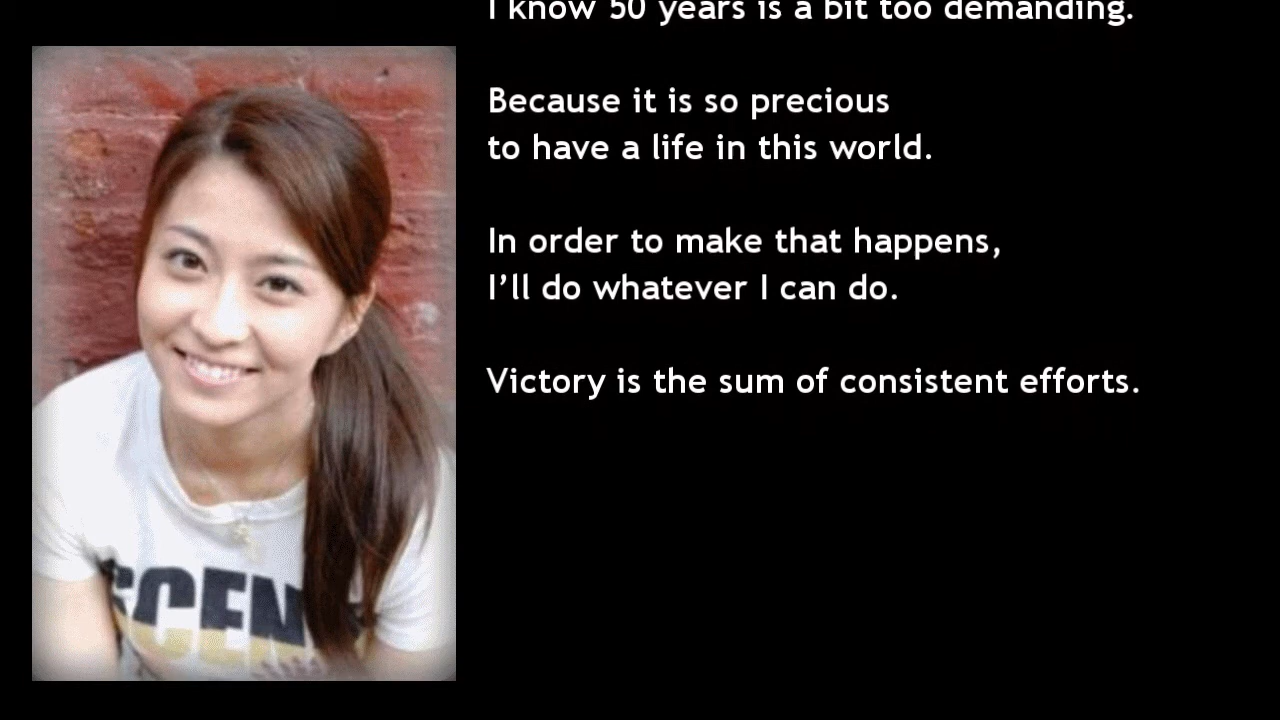 I know 50 years is a bit too demanding.
Because it is so precious
to have a life in this world.
In order to make that happens,
I’ll do whatever I can do.
Victory is the sum of consistent efforts.
SCEN